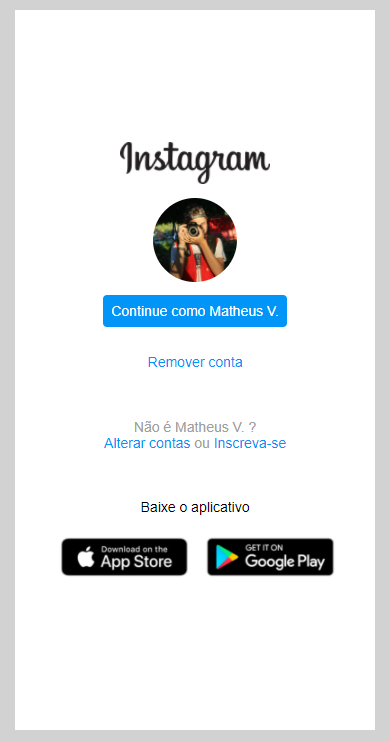 Instagram
Continue como Matheus V.
Remover conta
Não é Matheus V. ?
Alterar contas ou Inscreva-se
Baixe o aplicativo
Download on the
App Store
GET IT ON
Google Play